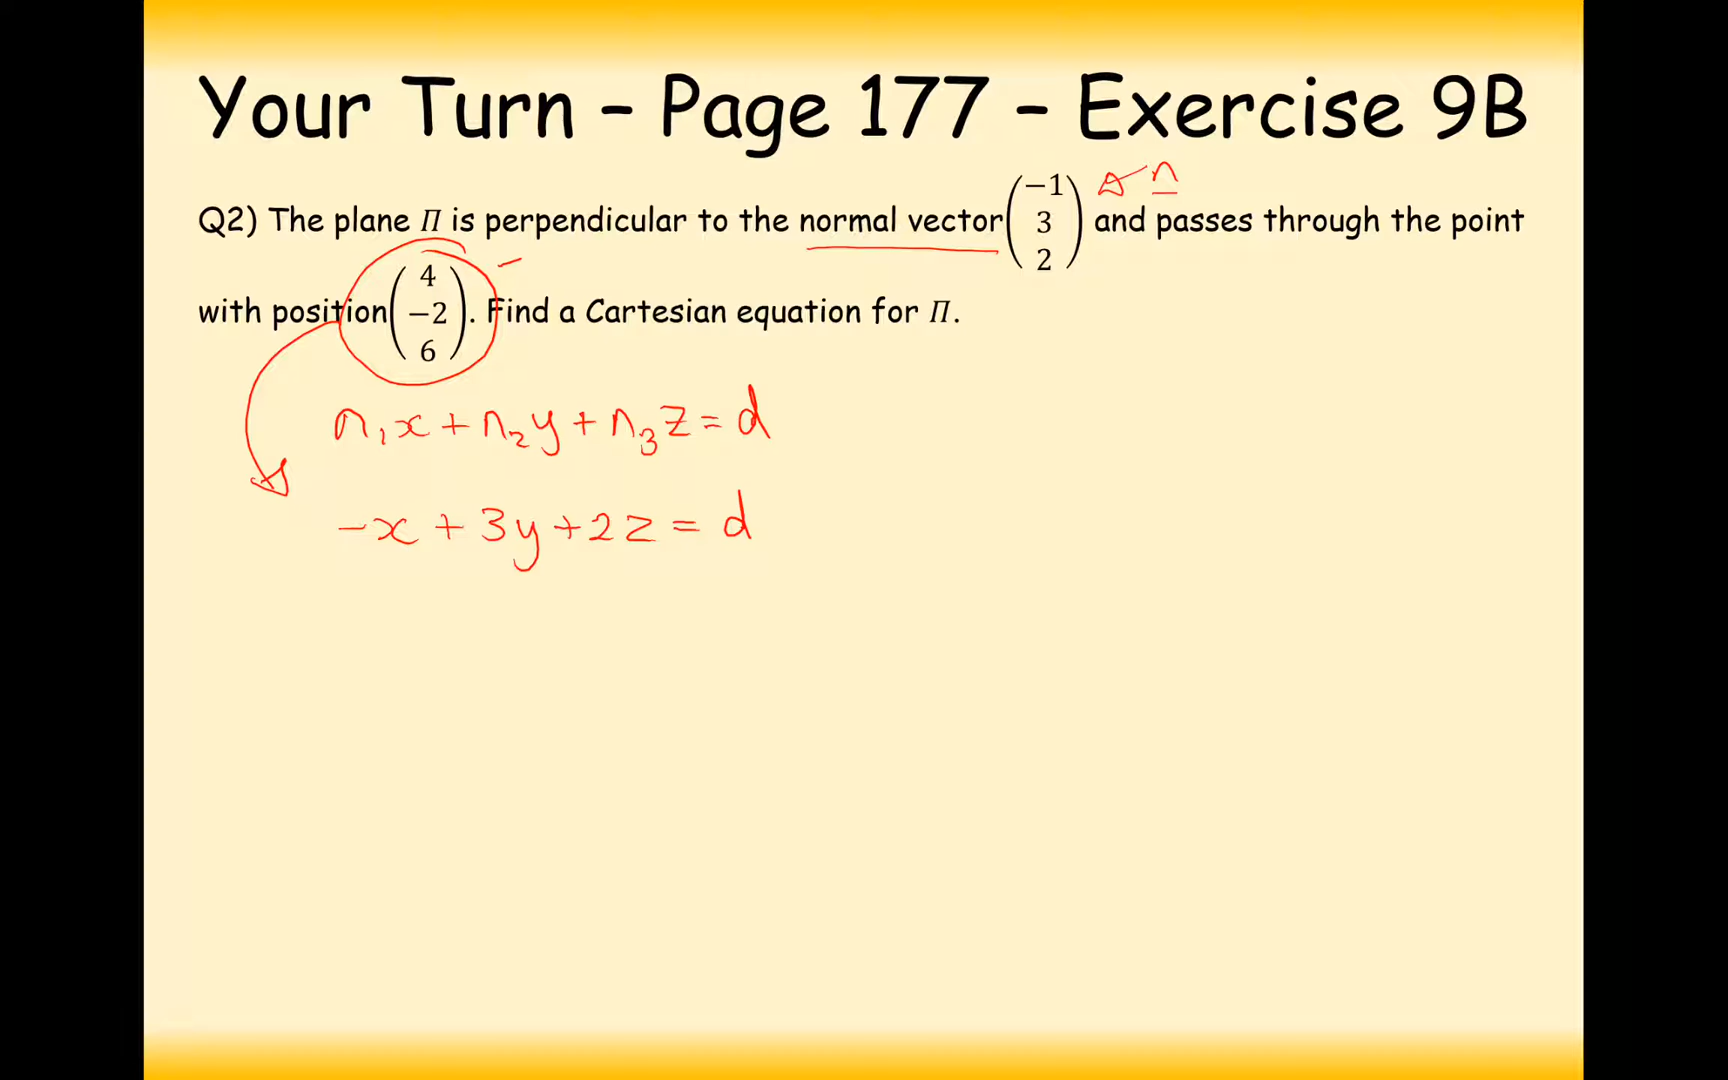 Your Turn – Page 177 – Exercise 9B
Q2) The plane Π is perpendicular to the normal vector (−1 3 2) n and passes through the point
with position (4 −2 6). Find a Cartesian equation for Π.
n₁x + n₂y + n₃z = d
−x + 3y + 2z = d